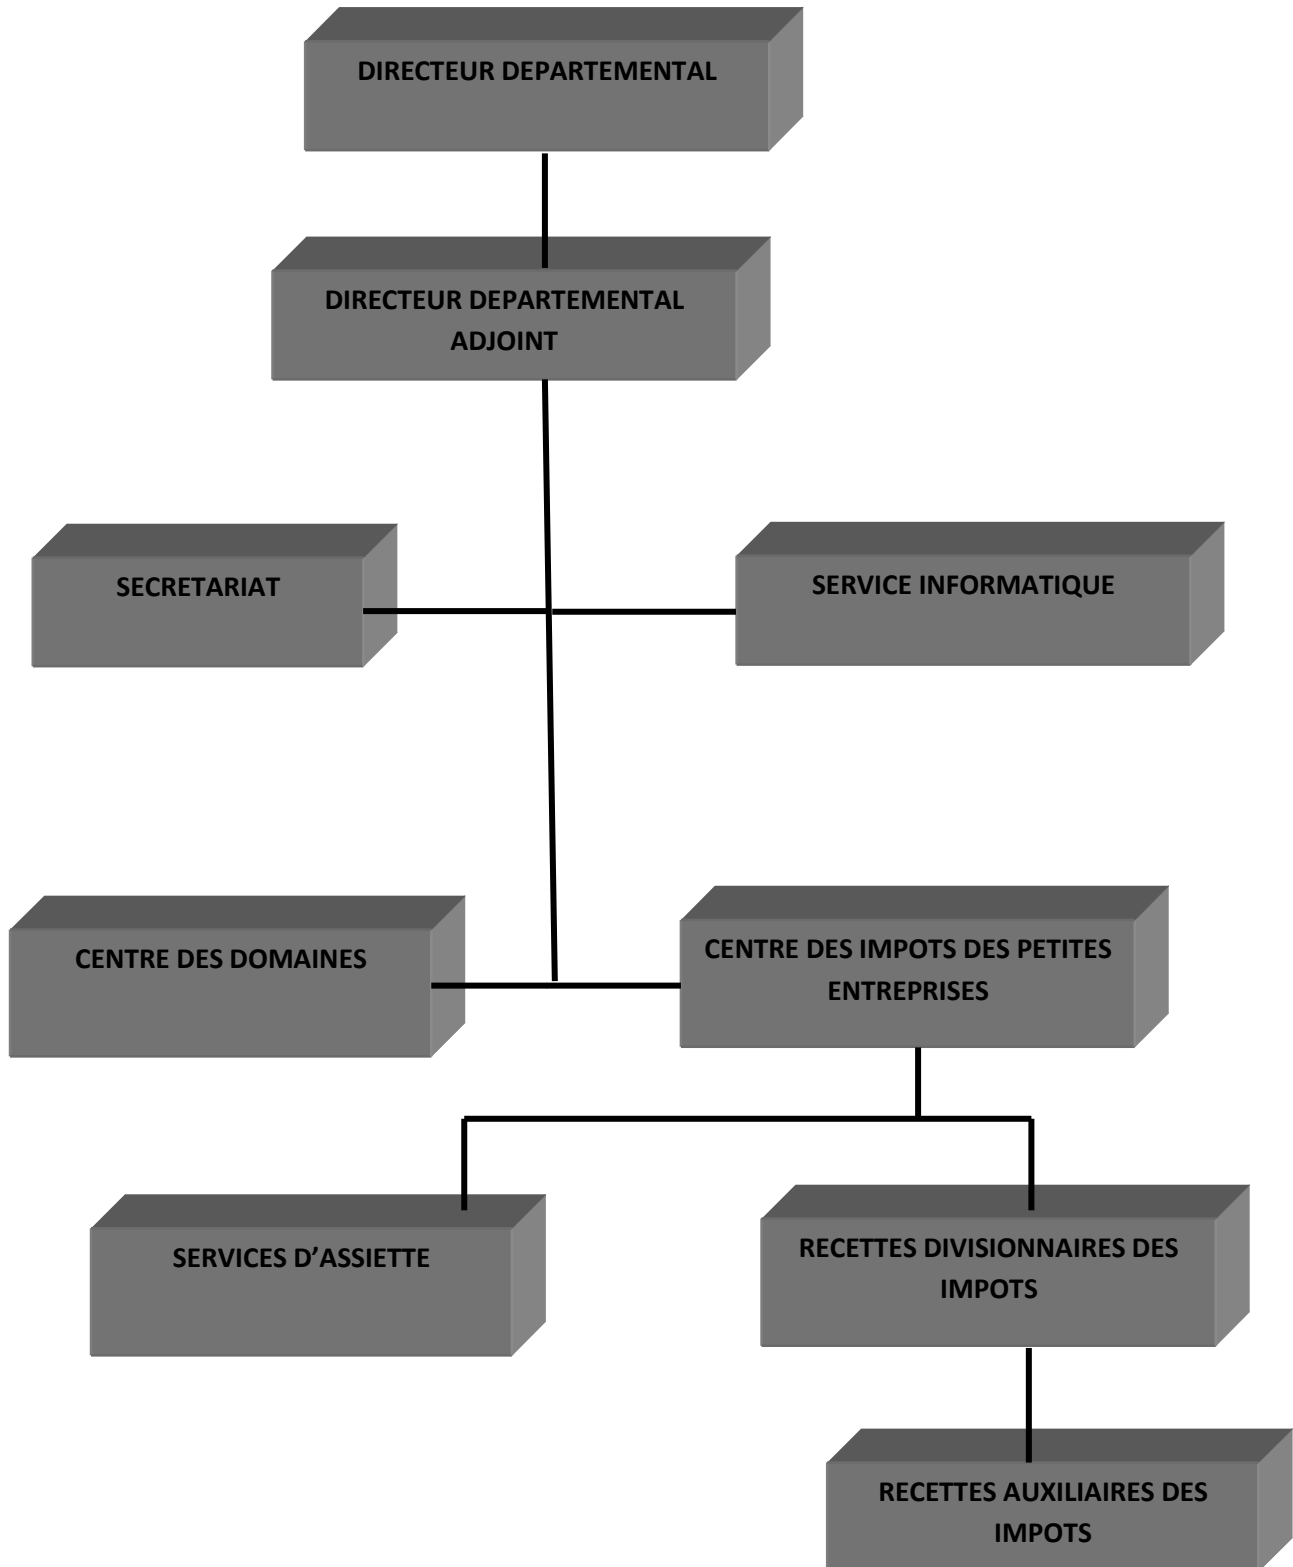 DIRECTEUR DEPARTEMENTAL
DIRECTEUR DEPARTEMENTAL
ADJOINT
SECRETARIAT
SERVICE INFORMATIQUE
CENTRE DES DOMAINES
CENTRE DES IMPOTS DES PETITES
ENTREPRISES
SERVICES D’ASSIETTE
RECETTES DIVISIONNAIRES DES
IMPOTS
RECETTES AUXILIAIRES DES
IMPOTS